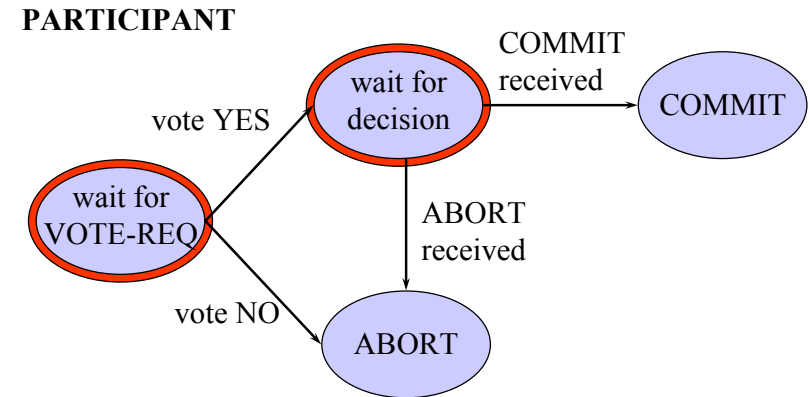 PARTICIPANT
COMMIT
received
wait for
decision
COMMIT
vote YES
wait for
VOTE-REQ
ABORT
received
vote NO
ABORT